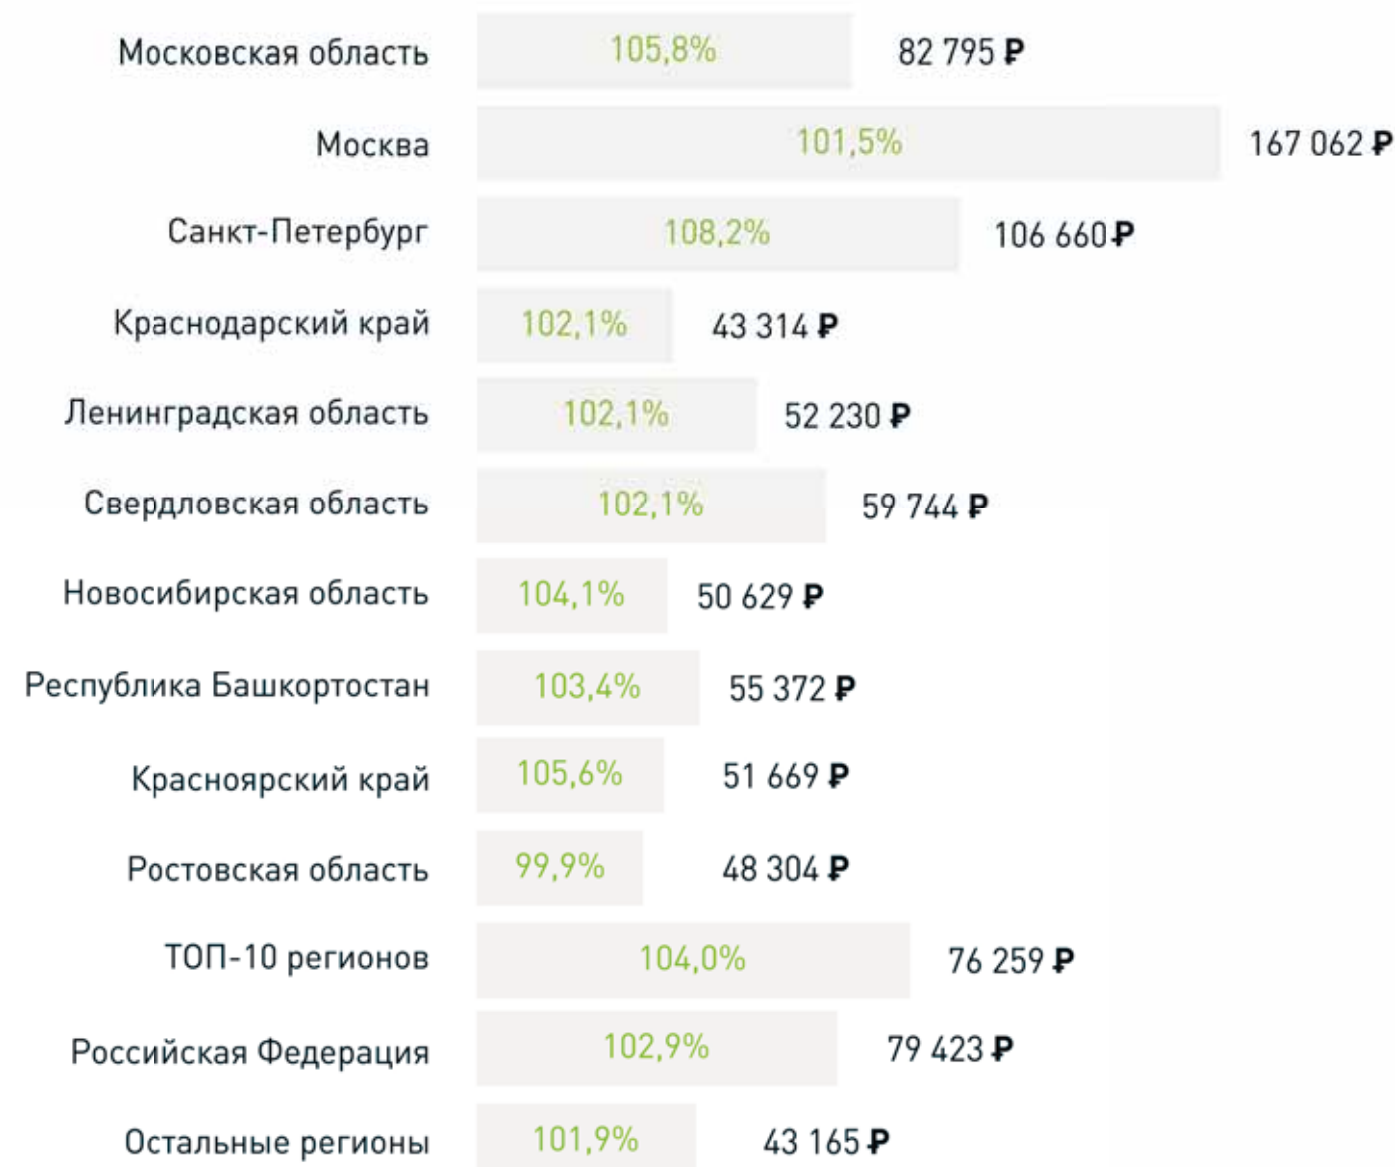 Московская область 105,8% 82 795 ₽
Москва 101,5% 167 062 ₽
Санкт-Петербург 108,2% 106 660 ₽
Краснодарский край 102,1% 43 314 ₽
Ленинградская область 102,1% 52 230 ₽
Свердловская область 102,1% 59 744 ₽
Новосибирская область 104,1% 50 629 ₽
Республика Башкортостан 103,4% 55 372 ₽
Красноярский край 105,6% 51 669 ₽
Ростовская область 99,9% 48 304 ₽
ТОП-10 регионов 104,0% 76 259 ₽
Российская Федерация 102,9% 79 423 ₽
Остальные регионы 101,9% 43 165 ₽